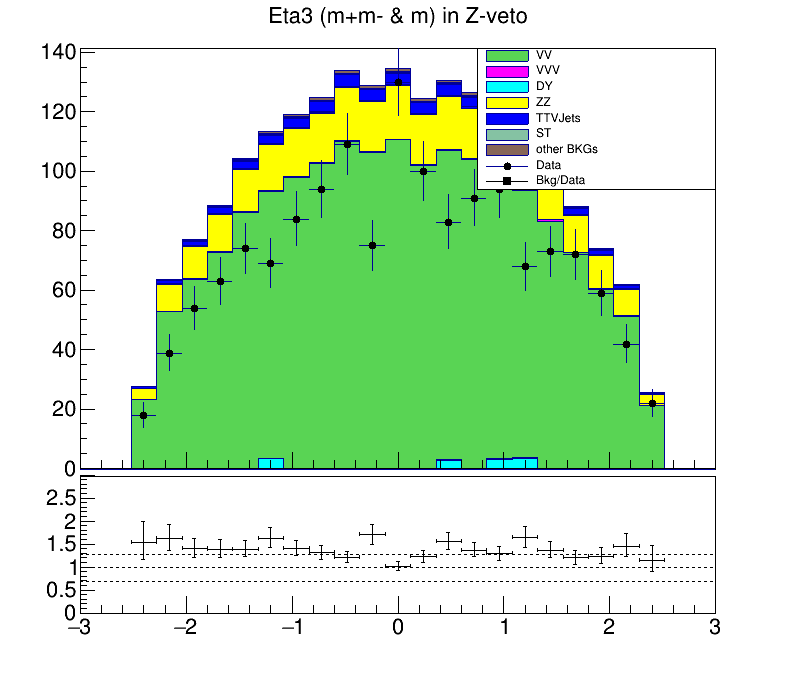 Eta3 (m+m- & m) in Z-veto
140
120
100
80
60
40
20
0
VV
VVV
DY
ZZ
TTVJets
ST
other BKGs
Data
Bkg/Data
2.5
2
1.5
1
0.5
0
−3 −2 −1 0 1 2 3